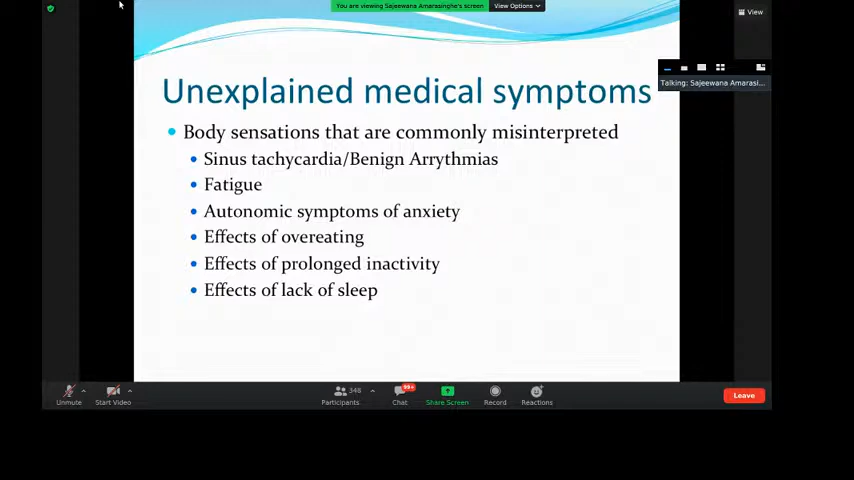 You are viewing Sajeewana Amarasinghe's screen
View Options
View
Talking: Sajeewana Amarasi...
Unexplained medical symptoms
Body sensations that are commonly misinterpreted
Sinus tachycardia/Benign Arrythmias
Fatigue
Autonomic symptoms of anxiety
Effects of overeating
Effects of prolonged inactivity
Effects of lack of sleep
Unmute
Start Video
348
Participants
99+
Chat
Share Screen
Record
Reactions
Leave